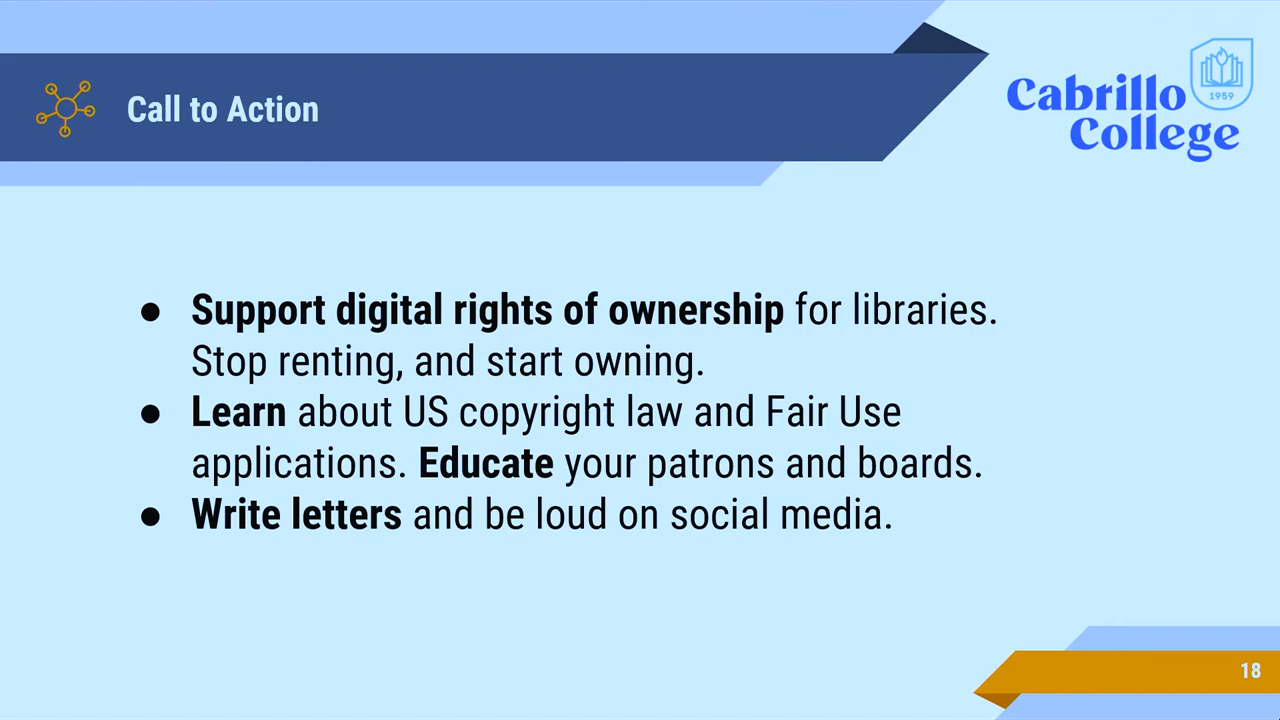 Call to Action
Cabrillo
College
1959
● Support digital rights of ownership for libraries.
Stop renting, and start owning.
● Learn about US copyright law and Fair Use
applications. Educate your patrons and boards.
● Write letters and be loud on social media.
18